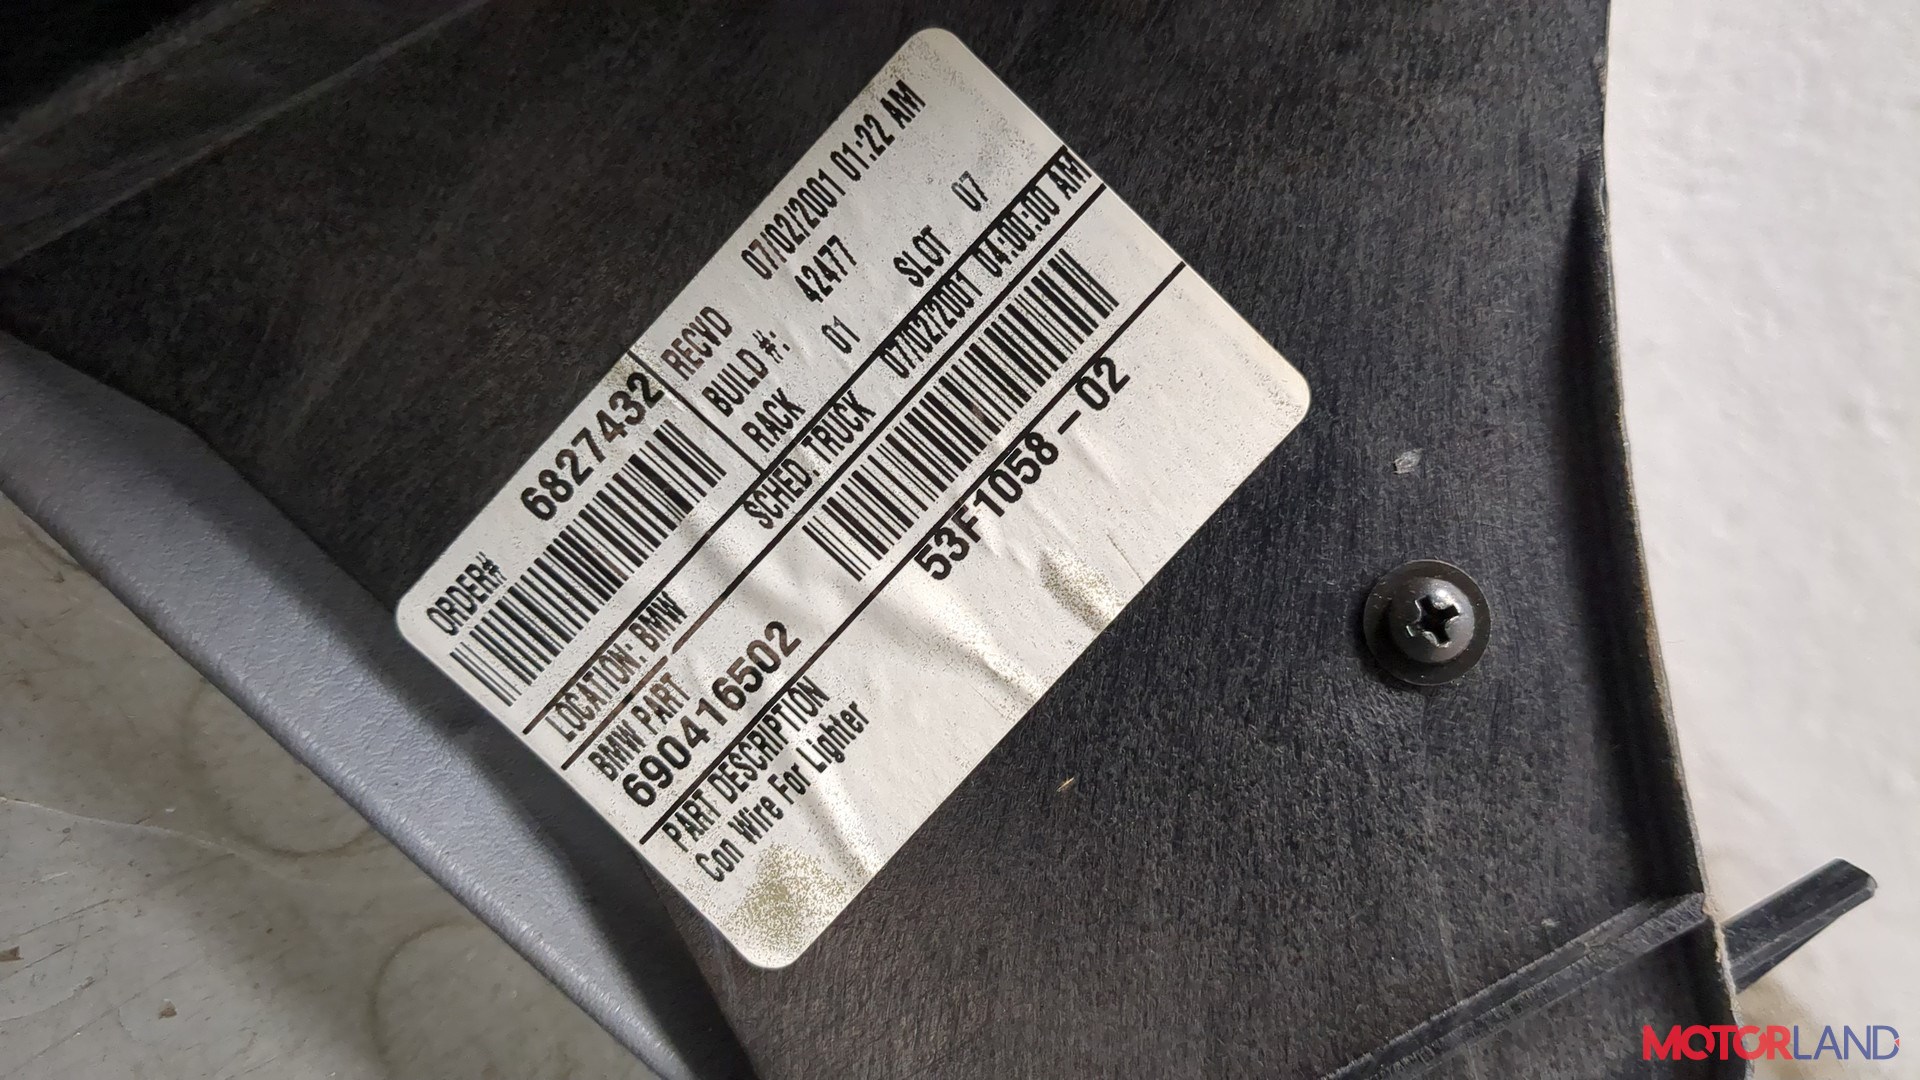 ORDER# 6827432
RECVD 07/02/2001 01:22 AM
BUILD #: 42477
RACK 01 SLOT 07
LOCATION: BMW SCHED. TRUCK 07/02/2001 04:00:00 AM
BMW PART
690416502
53F1058-02
PART DESCRIPTION
Con Wire For Lighter
MOTORLAND